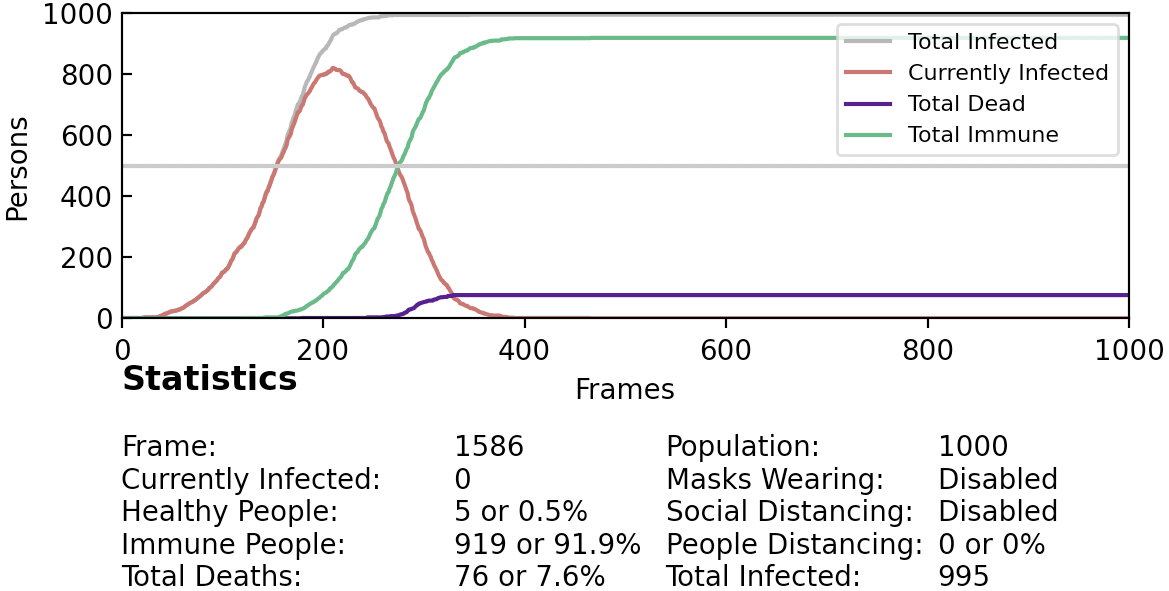 1000
800
600
400
200
0
Persons
Total Infected
Currently Infected
Total Dead
Total Immune
0 200 400 600 800 1000
Frames
Statistics
Frame: 1586 Population: 1000
Currently Infected: 0 Masks Wearing: Disabled
Healthy People: 5 or 0.5% Social Distancing: Disabled
Immune People: 919 or 91.9% People Distancing: 0 or 0%
Total Deaths: 76 or 7.6% Total Infected: 995